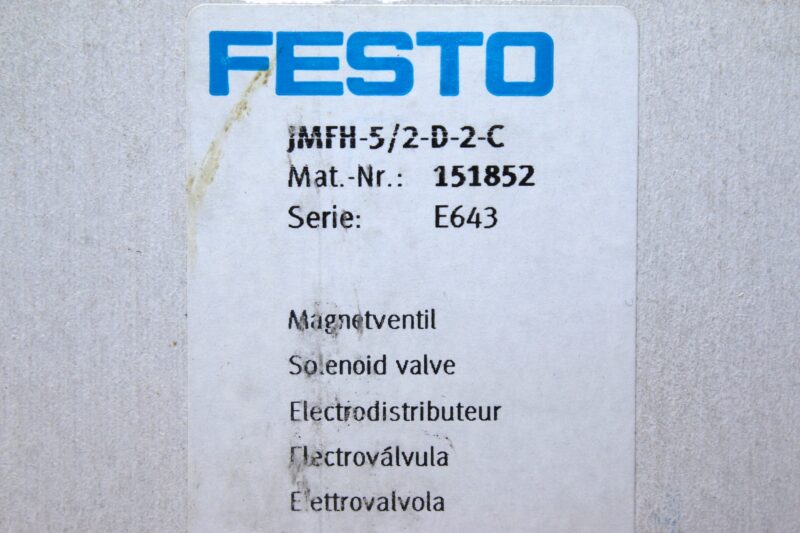 FESTO
JMFH-5/2-D-2-C
Mat.-Nr.: 151852
Serie: E643
Magnetventil
Solenoid valve
Electrodistributeur
Electroválvula
Elettrovalvola